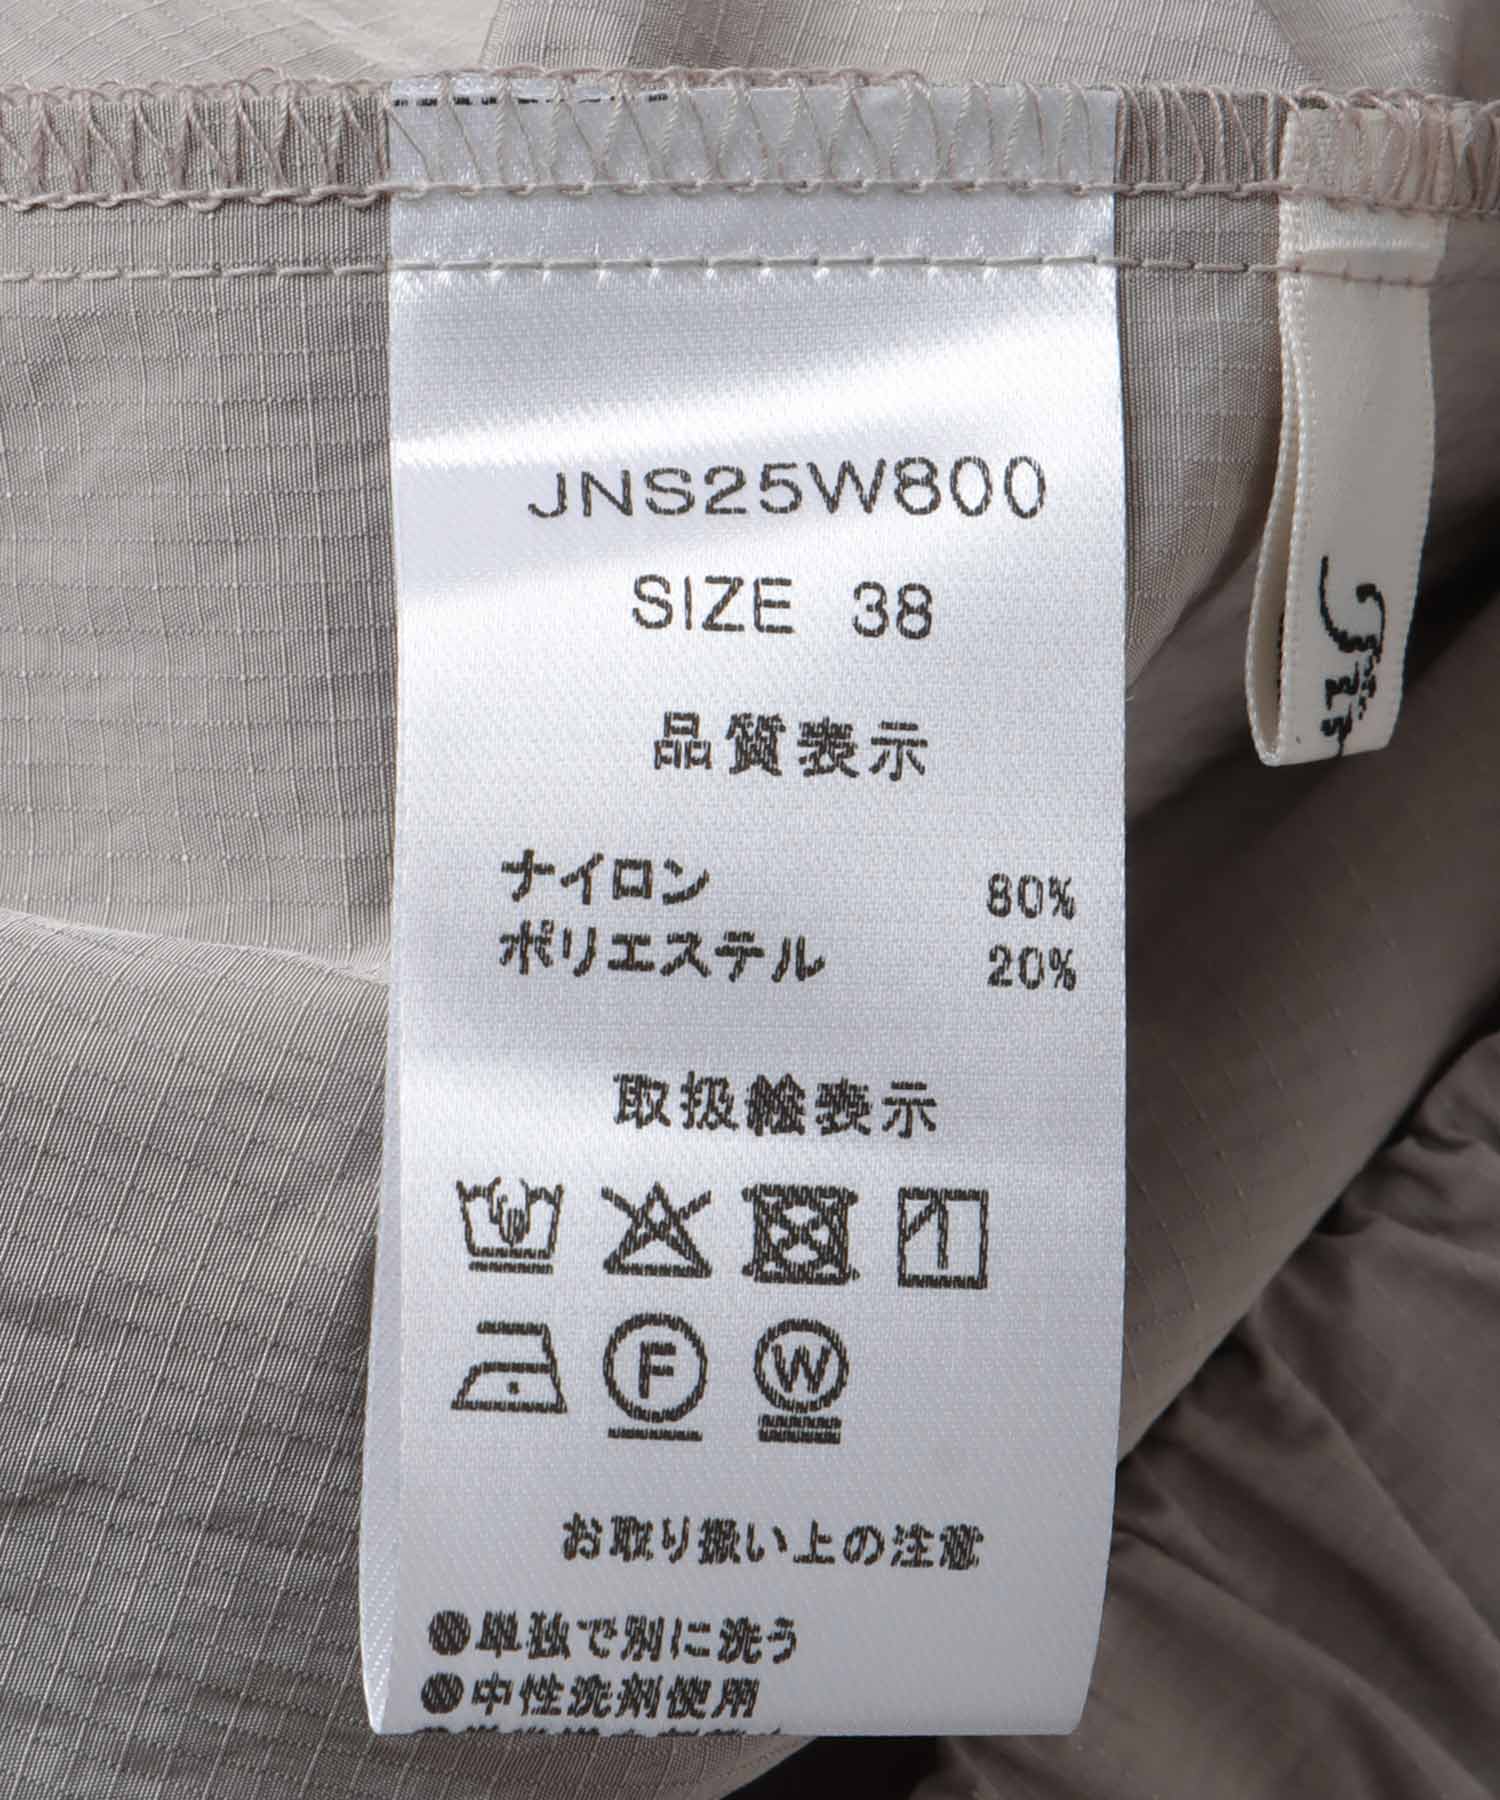 JNS25W800
SIZE 38
品質表示
ナイロン 80%
ポリエステル 20%
取扱絵表示
F W
お取り扱い上の注意
●単独で別に洗う
●中性洗剤使用